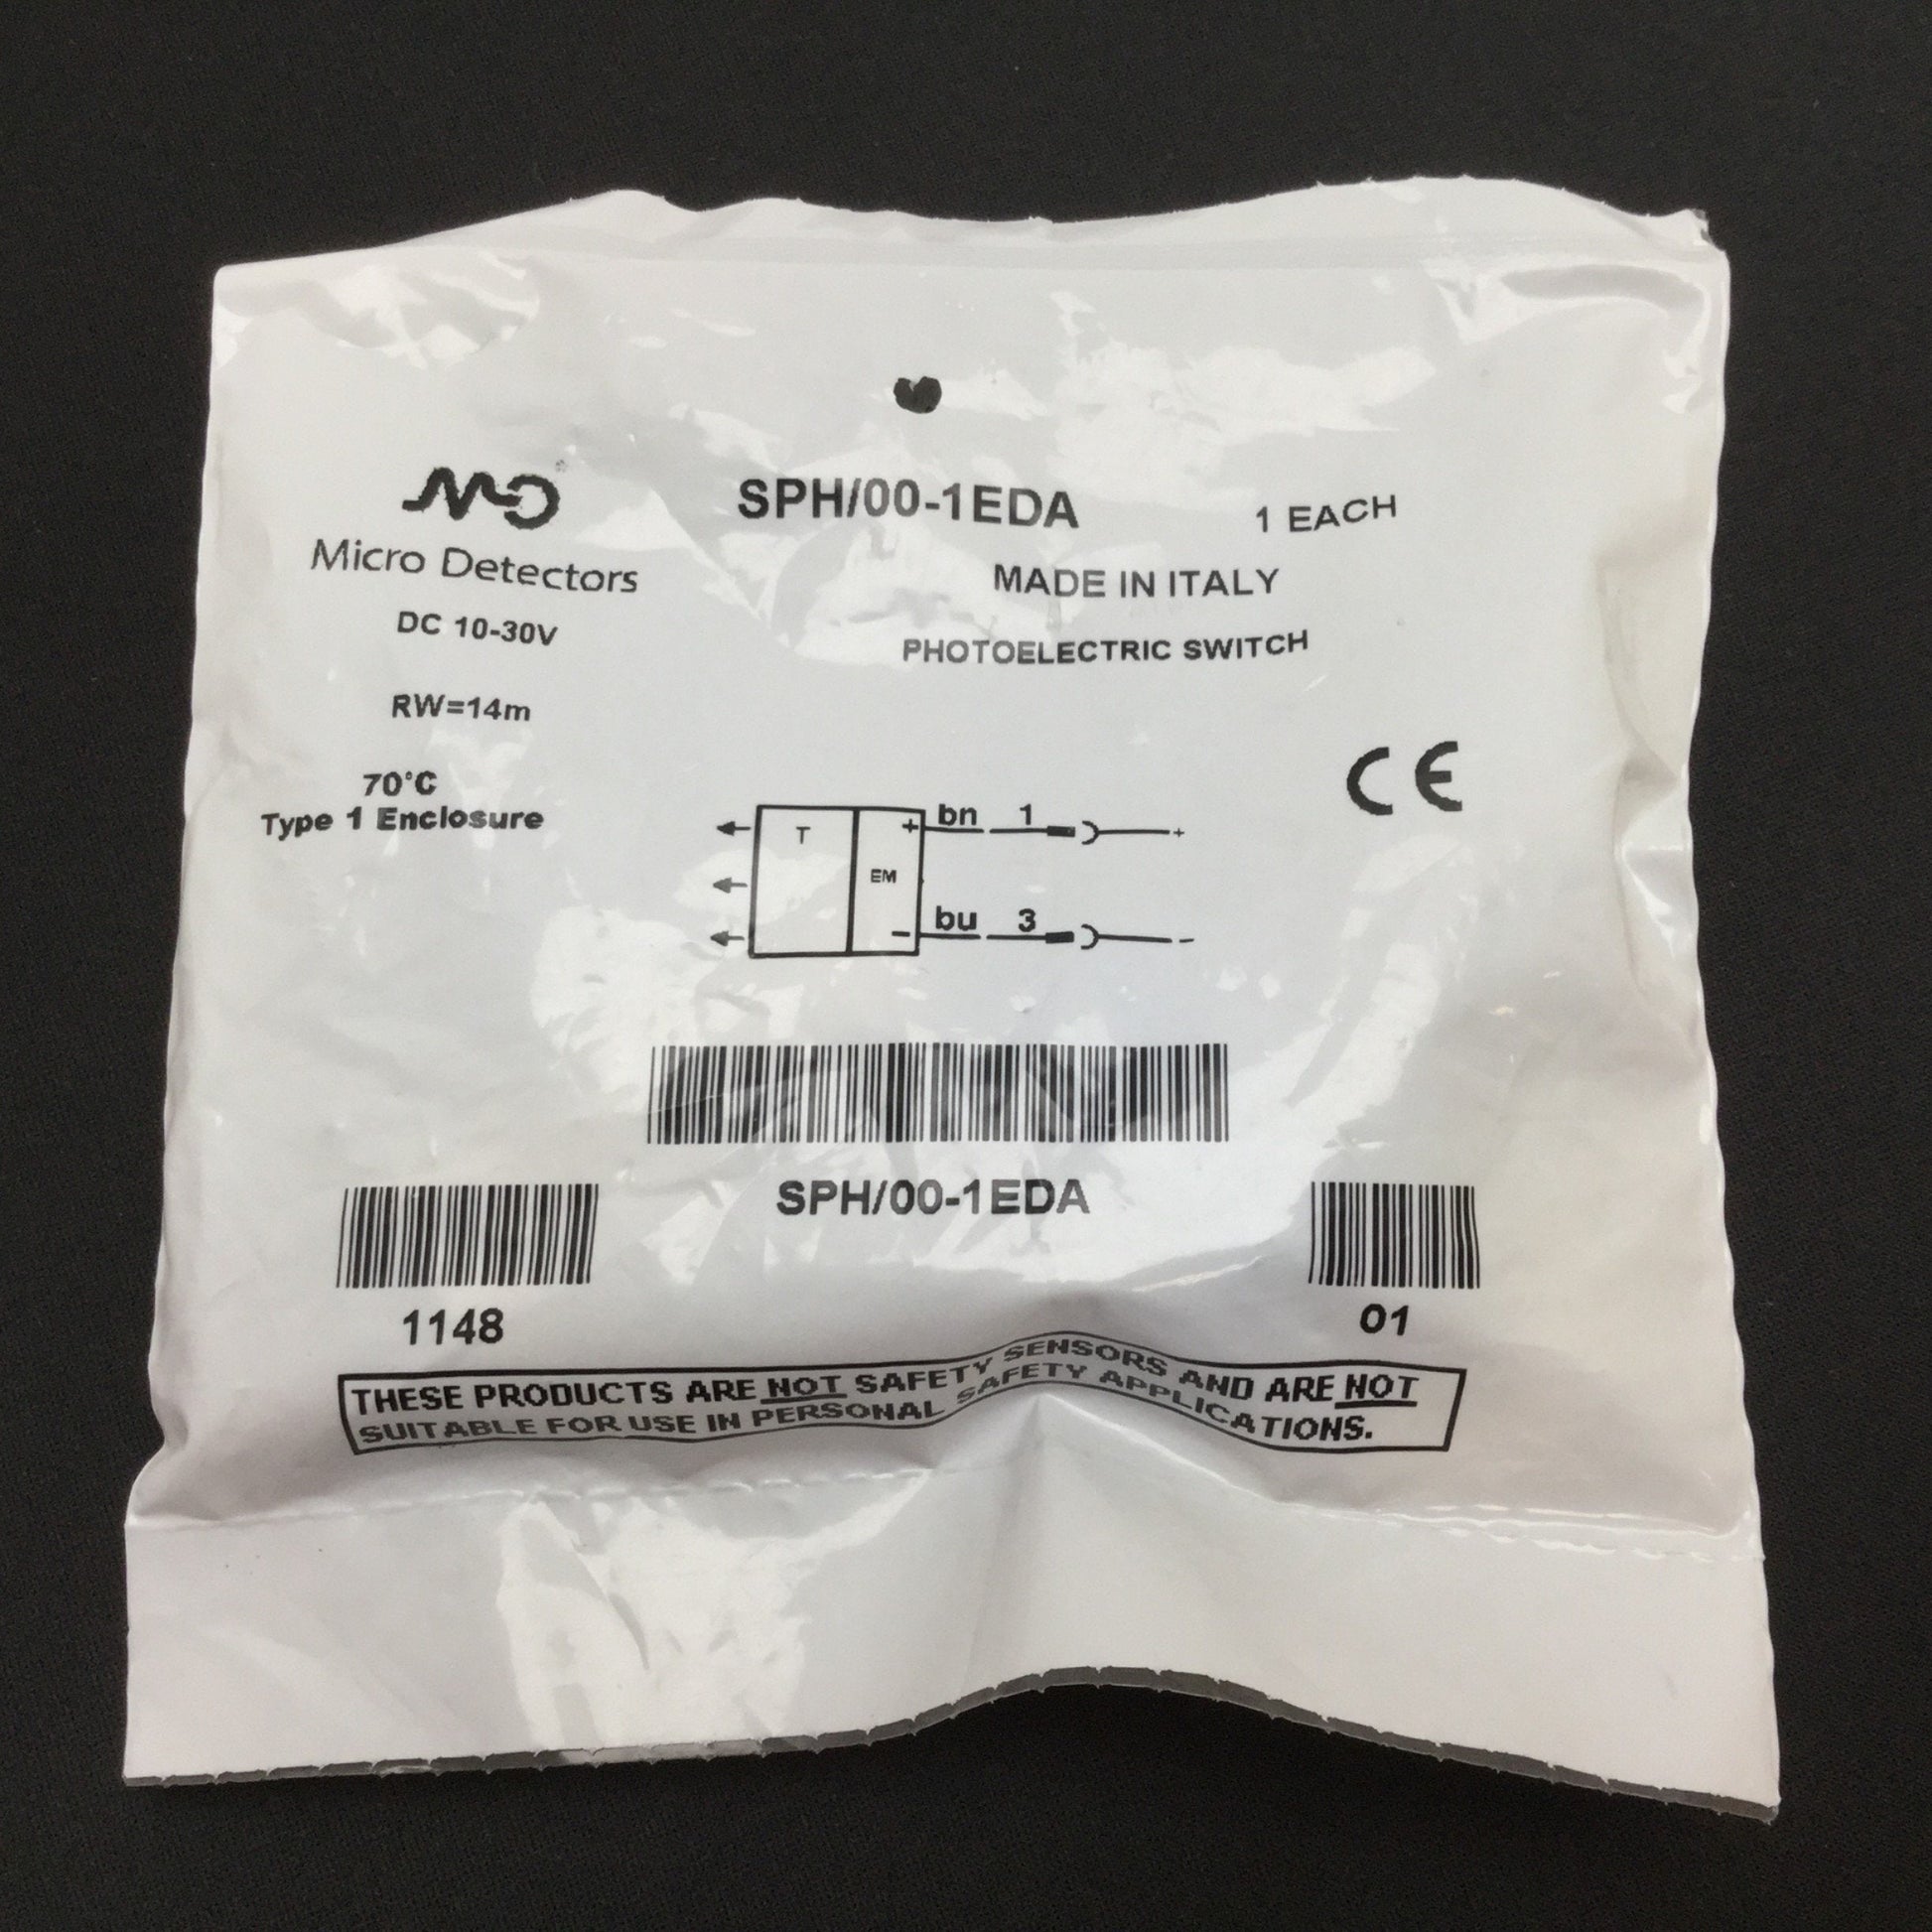 MD
Micro Detectors
SPH/00-1EDA
1 EACH
MADE IN ITALY
DC 10-30V
PHOTOELECTRIC SWITCH
RW=14m
70°C
Type 1 Enclosure
CE
T
+ bn 1 +
EM
- bu 3 -
SPH/00-1EDA
1148
01
THESE PRODUCTS ARE NOT SAFETY SENSORS AND ARE NOT
SUITABLE FOR USE IN PERSONAL SAFETY APPLICATIONS.